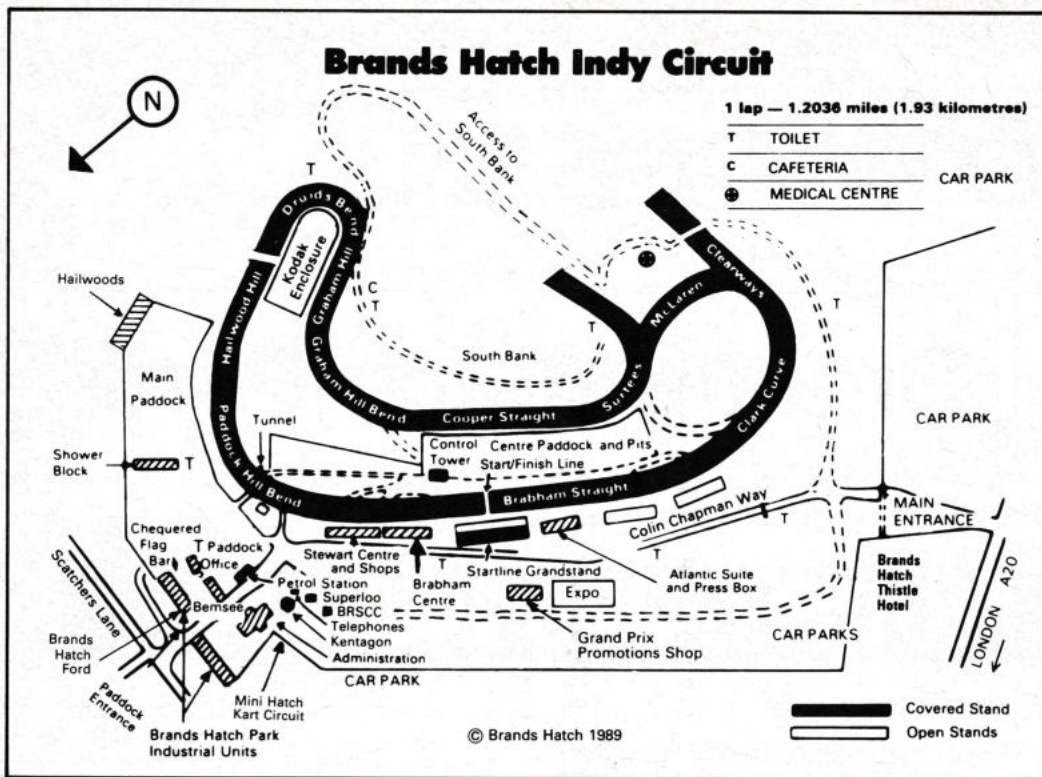 Brands Hatch Indy Circuit
N
1 lap — 1.2036 miles (1.93 kilometres)
T TOILET
C CAFETERIA
MEDICAL CENTRE
CAR PARK
Access to
South Bank
T
Druids Bend
Kodak
Enclosure
Graham Hill
Hailwood Hill
Clearways
McLaren
Hailwoods
C
T
T
T
South Bank
Main
Paddock
Graham Hill Bend
Cooper Straight
Surtees
Clark Curve
CAR PARK
Paddock Hill Bend
Tunnel
Control
Tower
Centre Paddock and Pits
Start/Finish Line
Shower
Block
T
Brabham Straight
Colin Chapman Way
T
MAIN
ENTRANCE
Chequered
Flag
Bar
T Paddock
Office
Stewart Centre
and Shops
T
Brabham
Centre
Startline Grandstand
T
Atlantic Suite
and Press Box
Brands
Hatch
Thistle
Hotel
A20
LONDON
Scatchers Lane
Bemsee
Petrol Station
Superloo
BRSCC
Telephones
Kentagon
Administration
Expo
Grand Prix
Promotions Shop
CAR PARKS
Brands
Hatch
Ford
Paddock
Entrance
CAR PARK
Mini Hatch
Kart Circuit
Brands Hatch Park
Industrial Units
© Brands Hatch 1989
Covered Stand
Open Stands